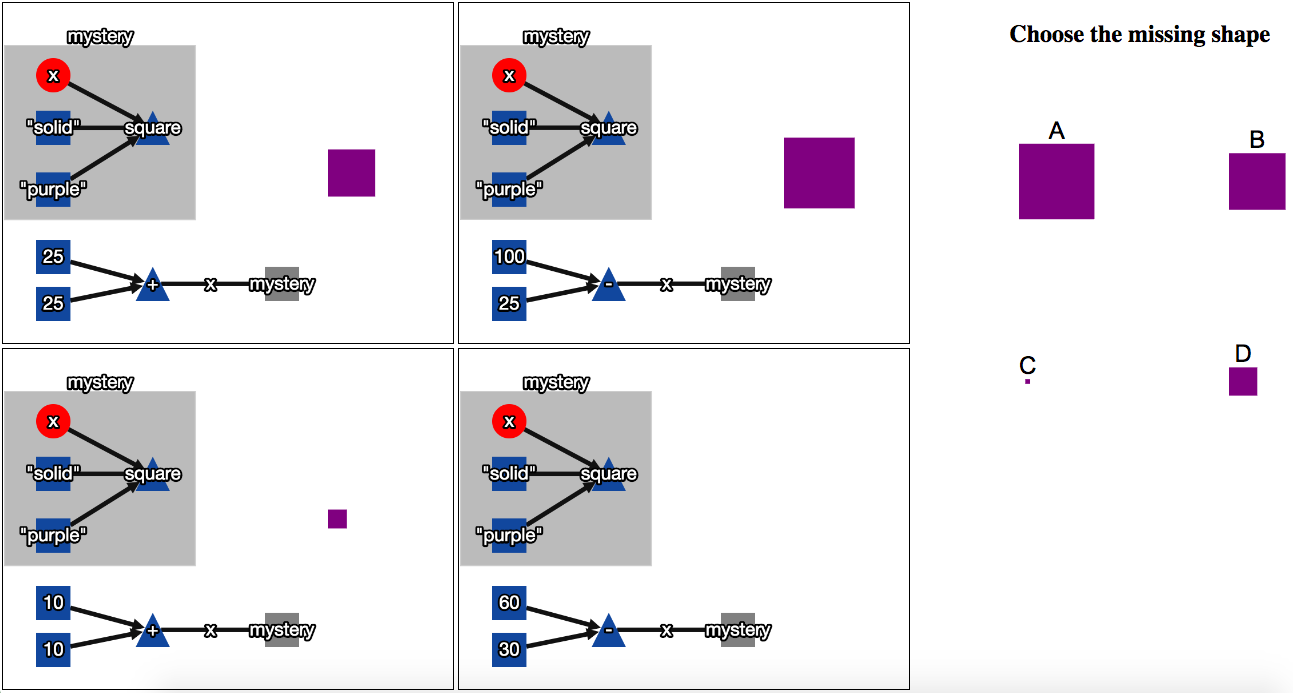 mystery
x
"solid" square
"purple"
25
+ x mystery
25
mystery
x
"solid" square
"purple"
100
- x mystery
25
mystery
x
"solid" square
"purple"
10
+ x mystery
10
mystery
x
"solid" square
"purple"
60
- x mystery
30
Choose the missing shape
A
B
C
D